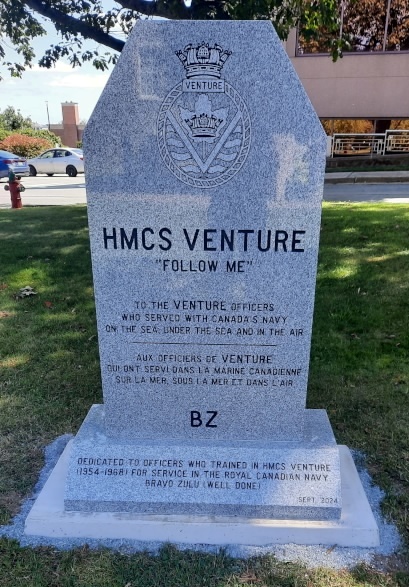 VENTURE
HMCS VENTURE
"FOLLOW ME"
TO THE VENTURE OFFICERS
WHO SERVED WITH CANADA'S NAVY
ON THE SEA, UNDER THE SEA AND IN THE AIR
AUX OFFICIERS DE VENTURE
QUI ONT SERVI DANS LA MARINE CANADIENNE
SUR LA MER, SOUS LA MER ET DANS L'AIR
BZ
DEDICATED TO OFFICERS WHO TRAINED IN HMCS VENTURE
(1954-1968) FOR SERVICE IN THE ROYAL CANADIAN NAVY
BRAVO ZULU (WELL DONE)
SEPT. 2024